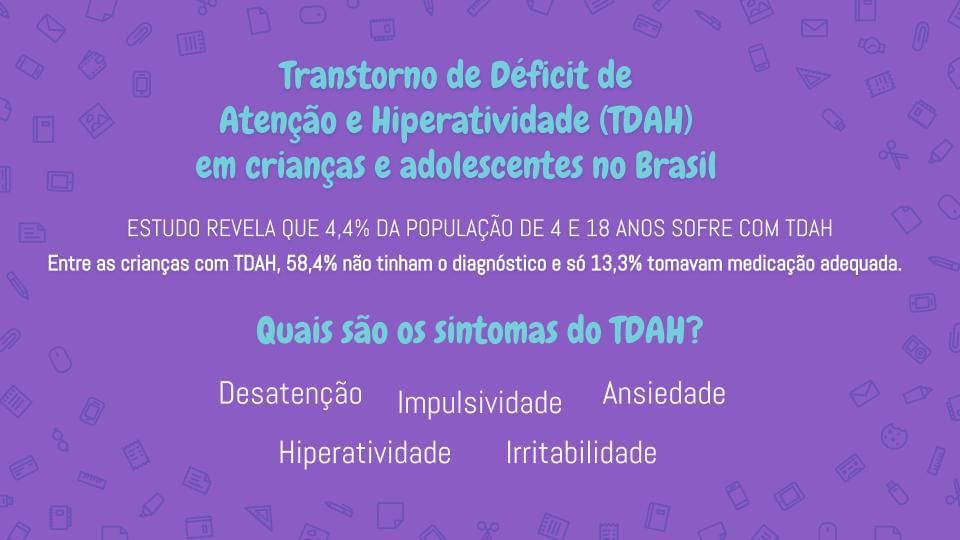 Transtorno de Déficit de
Atenção e Hiperatividade (TDAH)
em crianças e adolescentes no Brasil
ESTUDO REVELA QUE 4,4% DA POPULAÇÃO DE 4 E 18 ANOS SOFRE COM TDAH
Entre as crianças com TDAH, 58,4% não tinham o diagnóstico e só 13,3% tomavam medicação adequada.
Quais são os sintomas do TDAH?
Desatenção Impulsividade Ansiedade
Hiperatividade Irritabilidade